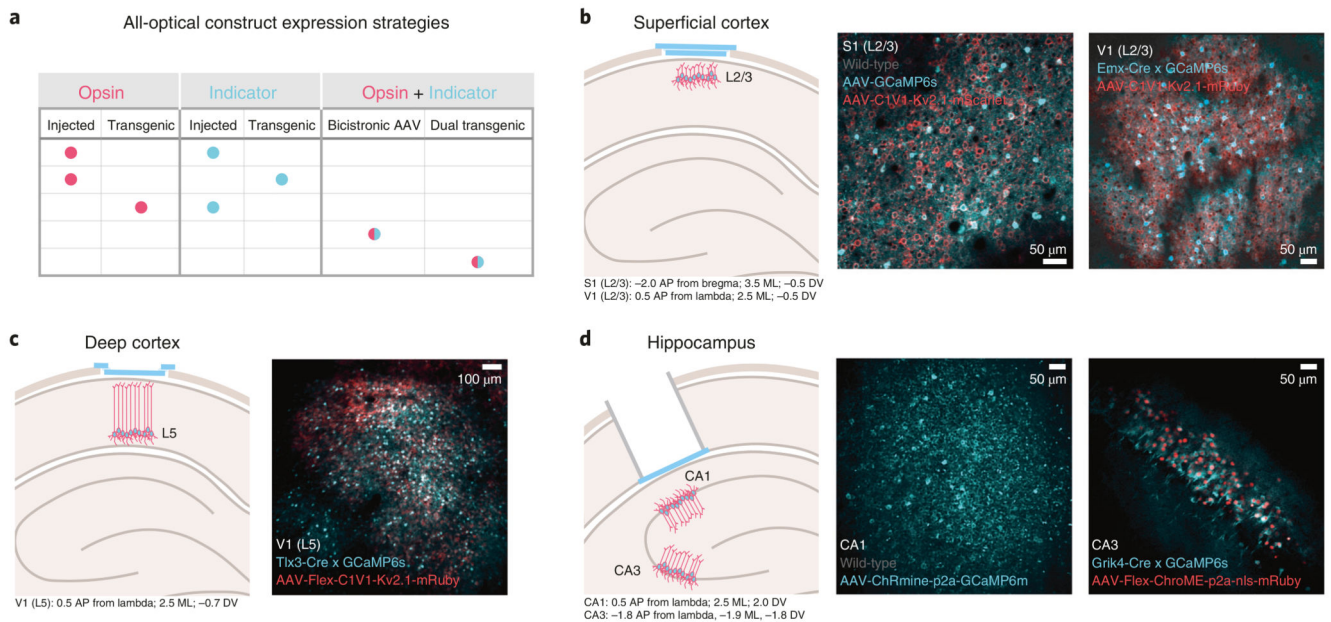 a
All-optical construct expression strategies
Opsin
Indicator
Opsin + Indicator
Injected
Transgenic
Injected
Transgenic
Bicistronic AAV
Dual transgenic
b
Superficial cortex
L2/3
S1 (L2/3): –2.0 AP from bregma; 3.5 ML; –0.5 DV
V1 (L2/3): 0.5 AP from lambda; 2.5 ML; –0.5 DV
S1 (L2/3)
Wild-type
AAV-GCaMP6s
AAV-C1V1-Kv2.1-mScarlet
50 µm
V1 (L2/3)
Emx-Cre x GCaMP6s
AAV-C1V1-Kv2.1-mRuby
50 µm
c
Deep cortex
L5
V1 (L5): 0.5 AP from lambda; 2.5 ML; –0.7 DV
100 µm
V1 (L5)
Tlx3-Cre x GCaMP6s
AAV-Flex-C1V1-Kv2.1-mRuby
d
Hippocampus
CA1
CA3
CA1: 0.5 AP from lambda; 2.5 ML; 2.0 DV
CA3: –1.8 AP from lambda, –1.9 ML, –1.8 DV
50 µm
CA1
Wild-type
AAV-ChRmine-p2a-GCaMP6m
50 µm
CA3
Grik4-Cre x GCaMP6s
AAV-Flex-ChroME-p2a-nls-mRuby